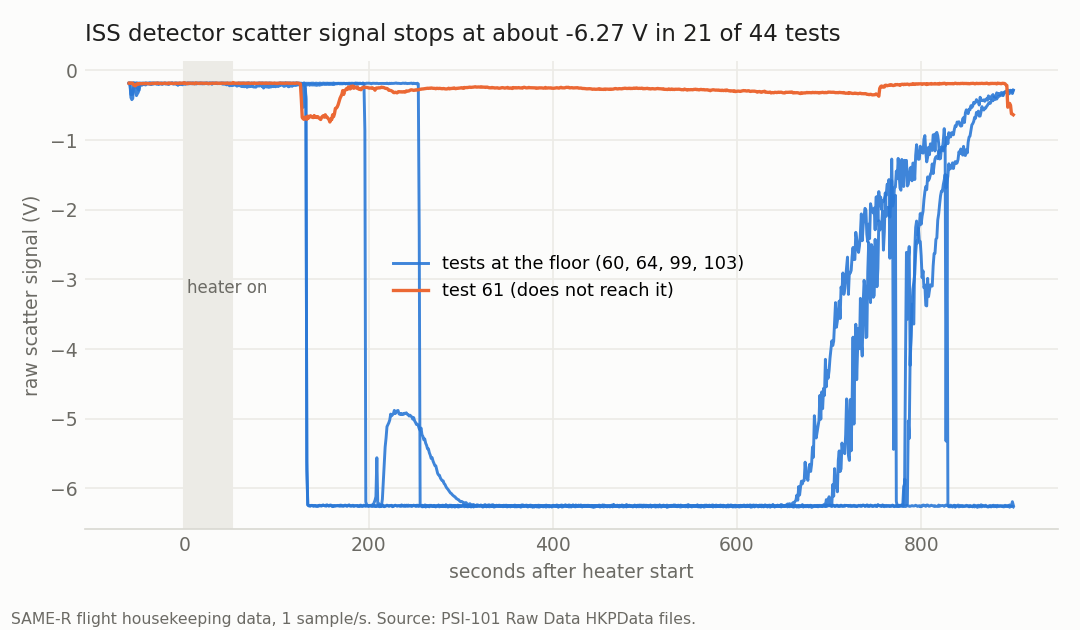 ISS detector scatter signal stops at about -6.27 V in 21 of 44 tests
0
−1
−2
−3
−4
−5
−6
raw scatter signal (V)
heater on
tests at the floor (60, 64, 99, 103)
test 61 (does not reach it)
0
200
400
600
800
seconds after heater start
SAME-R flight housekeeping data, 1 sample/s. Source: PSI-101 Raw Data HKPData files.